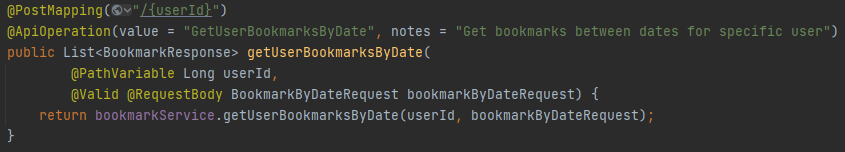 @PostMapping("/{userId}")
@ApiOperation(value = "GetUserBookmarksByDate", notes = "Get bookmarks between dates for specific user")
public List<BookmarkResponse> getUserBookmarksByDate(
@PathVariable Long userId,
@Valid @RequestBody BookmarkByDateRequest bookmarkByDateRequest) {
return bookmarkService.getUserBookmarksByDate(userId, bookmarkByDateRequest);
}